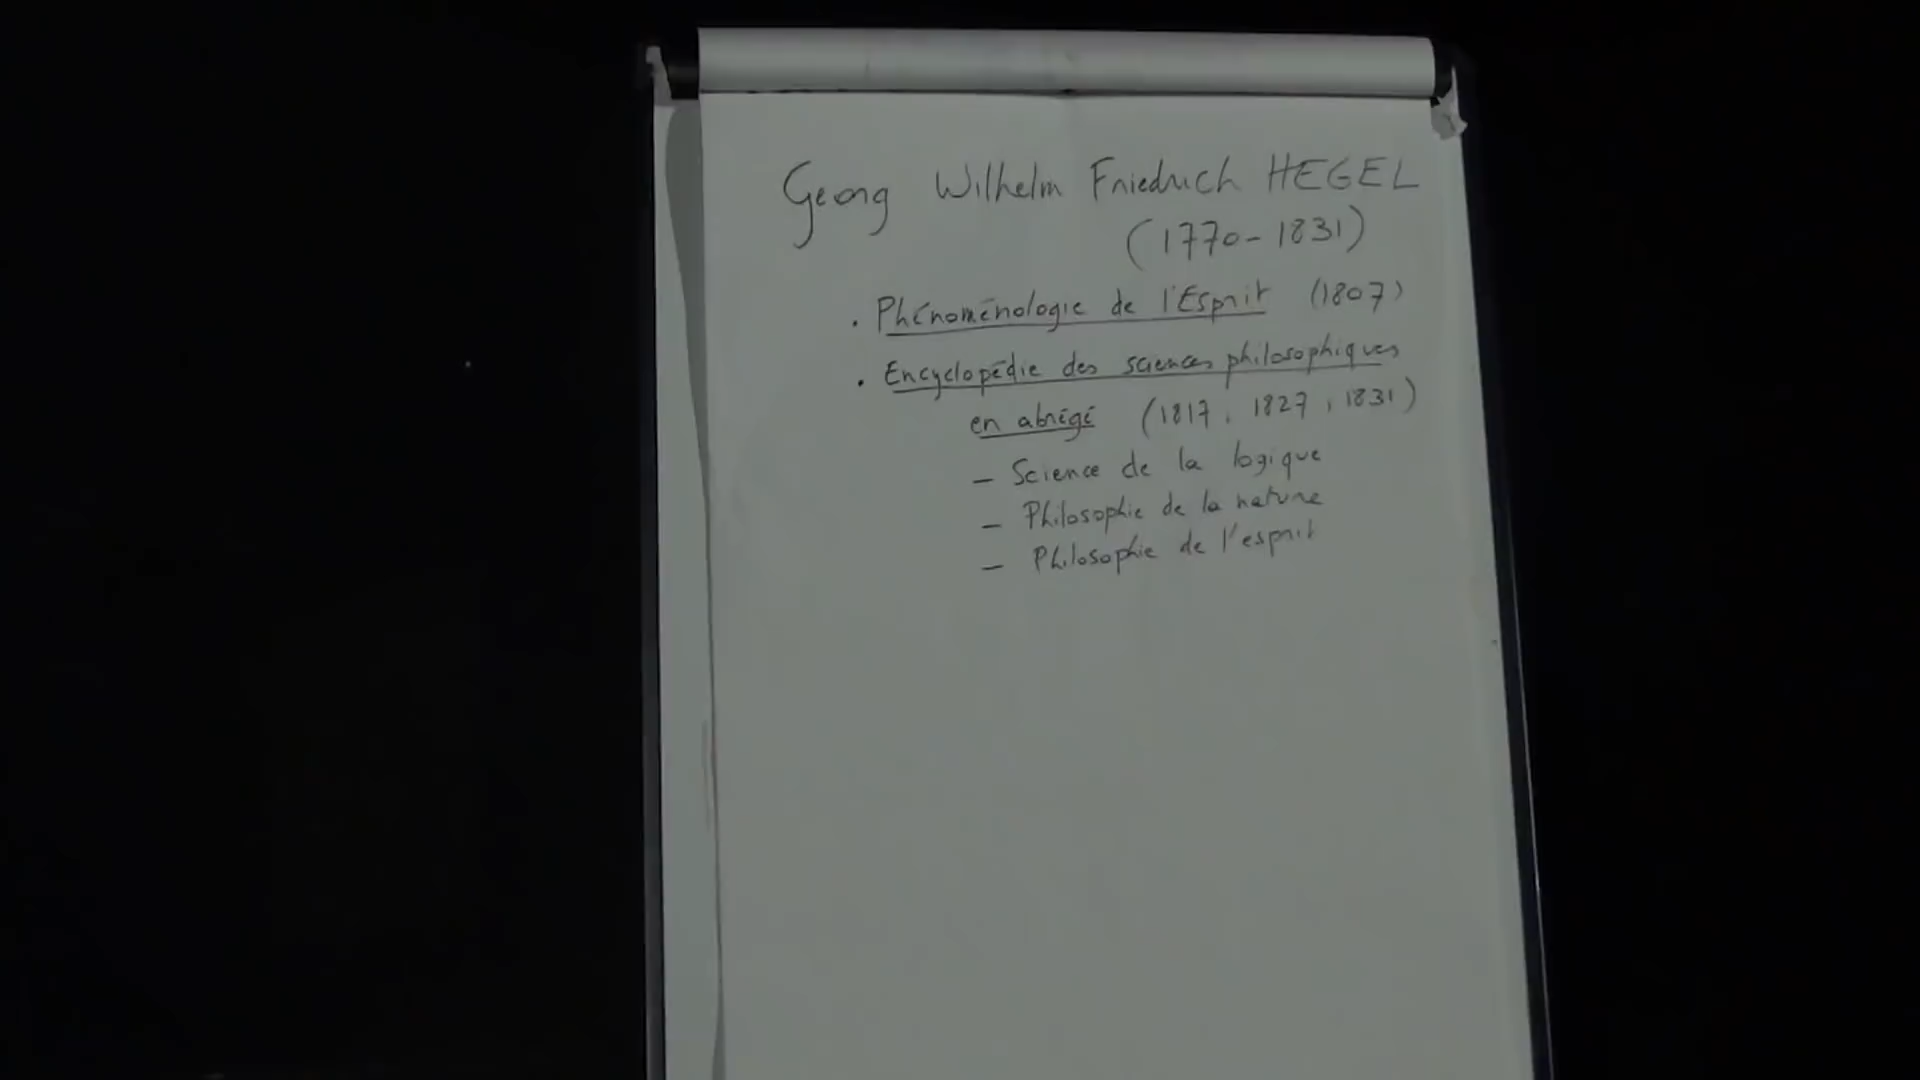 Georg Wilhelm Friedrich HEGEL
(1770-1831)
. Phénoménologie de l'Esprit (1807)
. Encyclopédie des sciences philosophiques
en abrégé (1817, 1827, 1831)
— Science de la logique
— Philosophie de la nature
— Philosophie de l'esprit